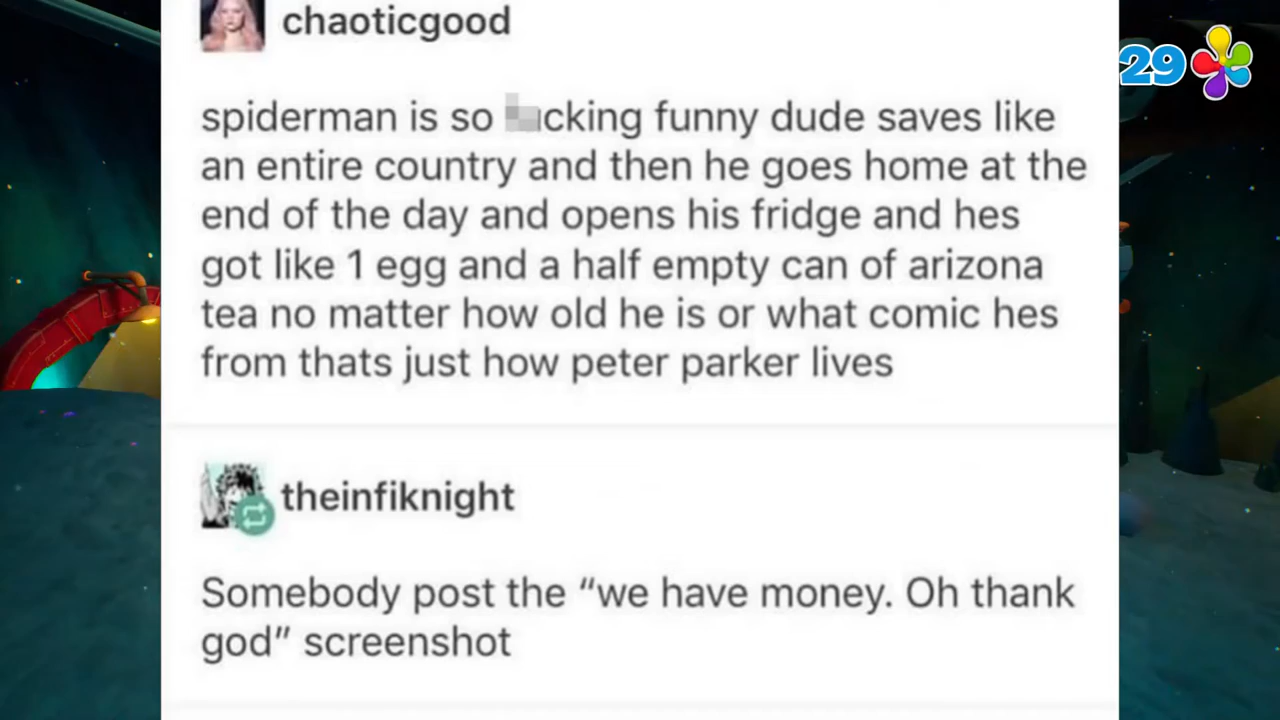 chaoticgood
29
spiderman is so cking funny dude saves like
an entire country and then he goes home at the
end of the day and opens his fridge and hes
got like 1 egg and a half empty can of arizona
tea no matter how old he is or what comic hes
from thats just how peter parker lives
theinfiknight
Somebody post the “we have money. Oh thank
god” screenshot